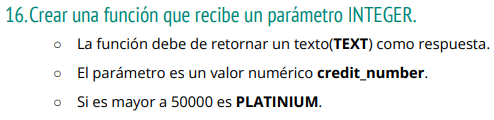 16.Crear una función que recibe un parámetro INTEGER.
○ La función debe de retornar un texto(TEXT) como respuesta.
○ El parámetro es un valor numérico credit_number.
○ Si es mayor a 50000 es PLATINIUM.